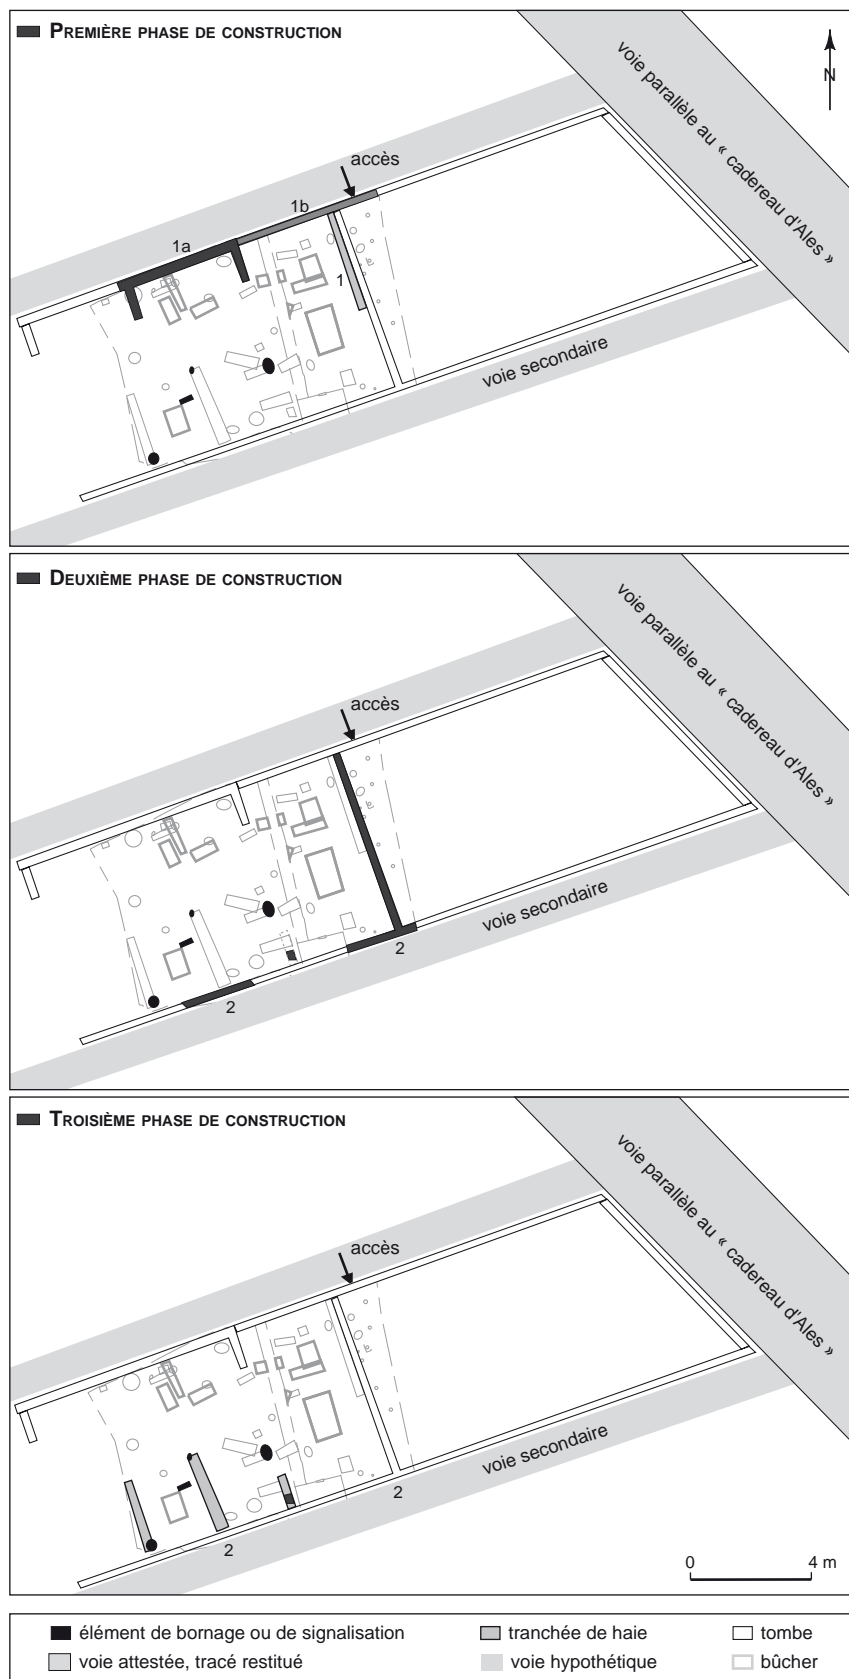 PREMIÈRE PHASE DE CONSTRUCTION
voie parallèle au « cadereau d'Ales »
N
accès
1b
1a
1
voie secondaire
DEUXIÈME PHASE DE CONSTRUCTION
voie parallèle au « cadereau d'Ales »
accès
voie secondaire
2
2
TROISIÈME PHASE DE CONSTRUCTION
voie parallèle au « cadereau d'Ales »
accès
voie secondaire
2
2
0 4 m
élément de bornage ou de signalisation
tranchée de haie
tombe
voie attestée, tracé restitué
voie hypothétique
bûcher